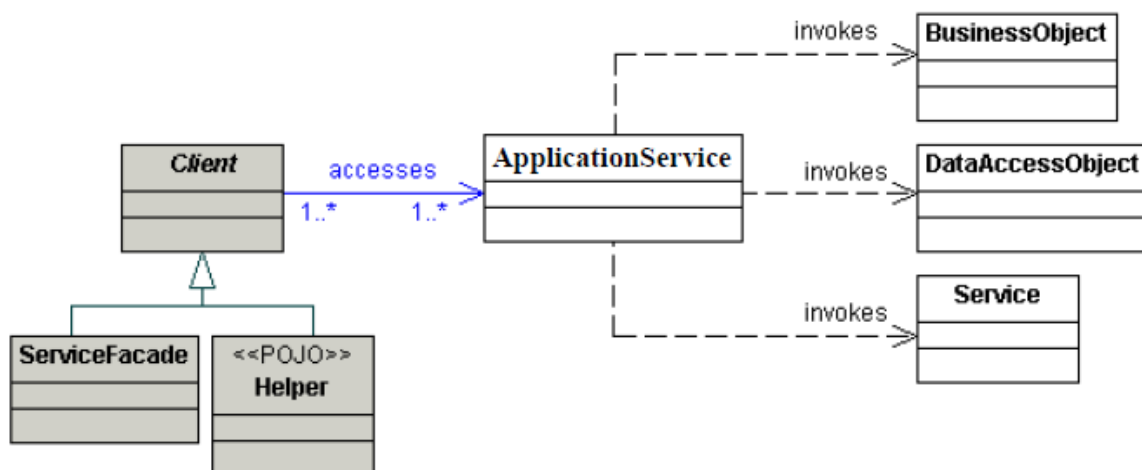 invokes
BusinessObject
Client
accesses
1..*
1..*
ApplicationService
invokes
DataAccessObject
invokes
Service
ServiceFacade
<<POJO>>
Helper